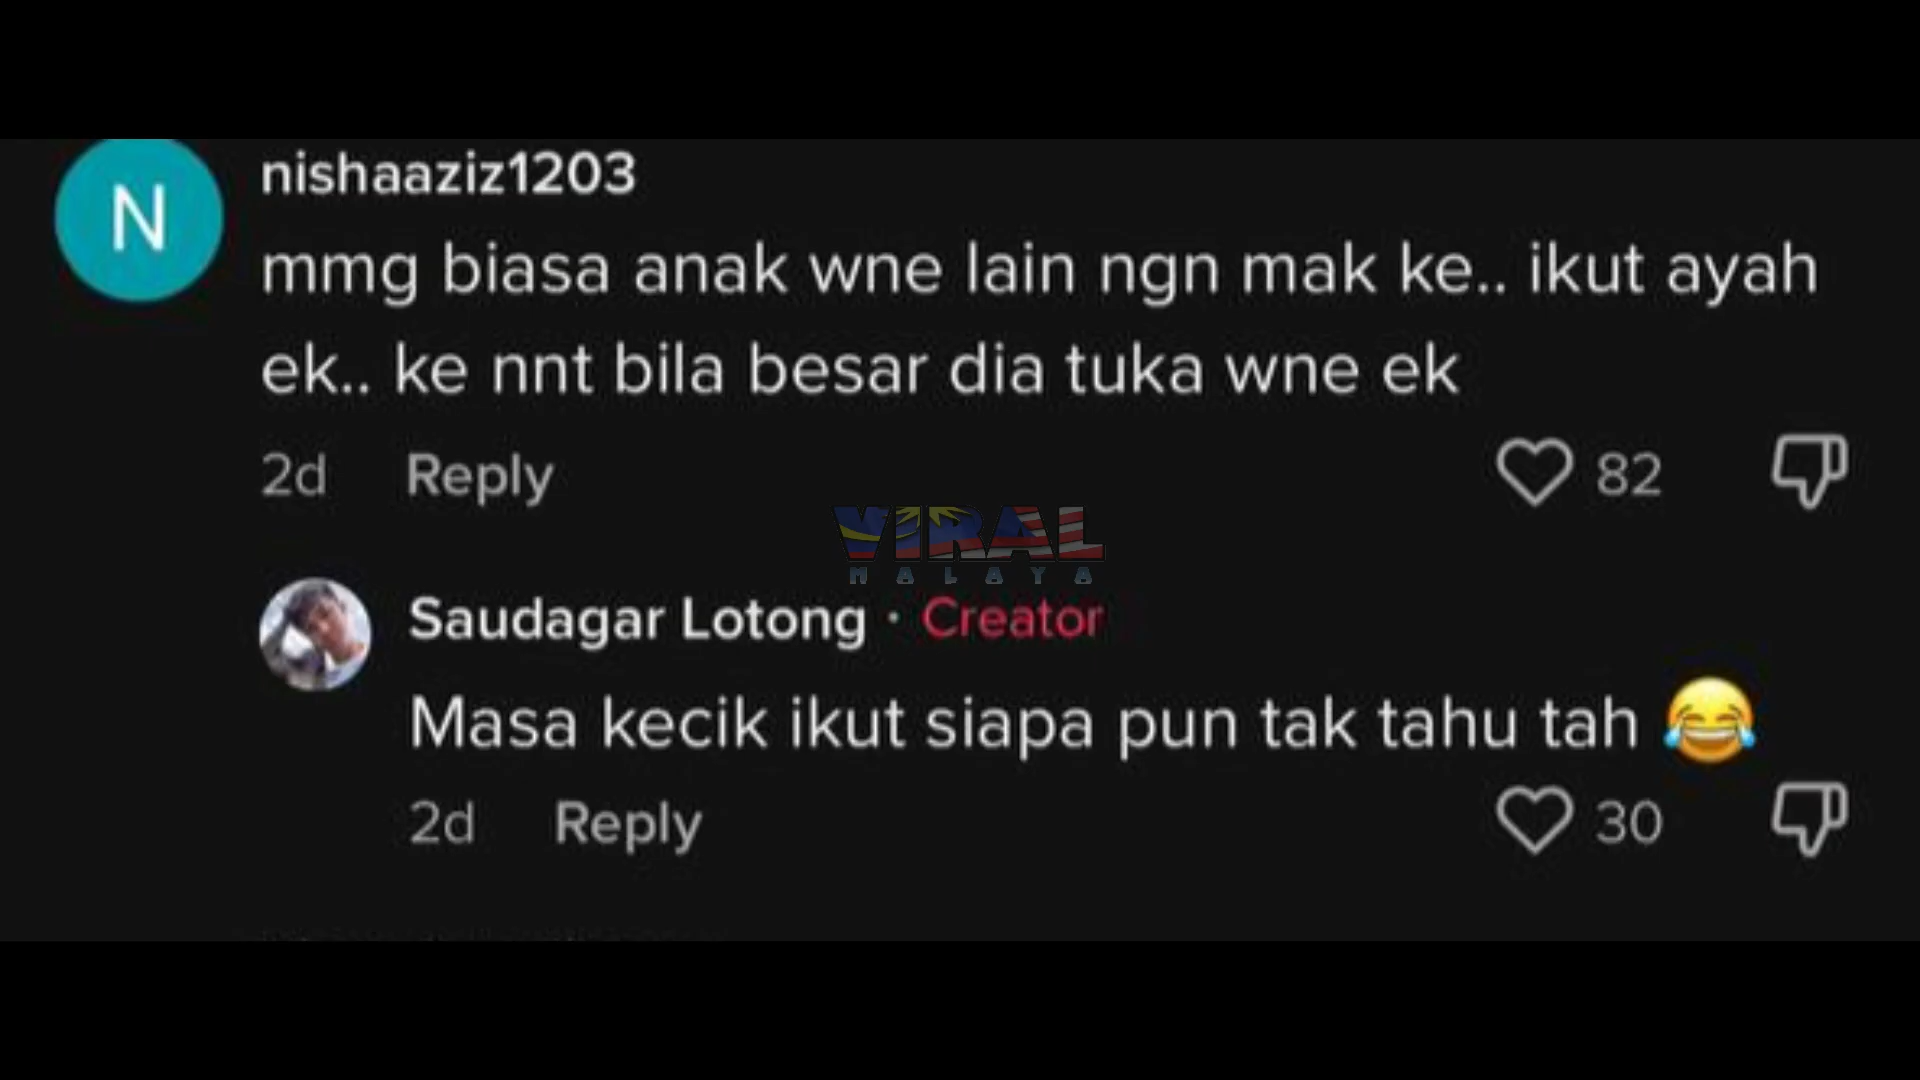 N
nishaaziz1203
mmg biasa anak wne lain ngn mak ke.. ikut ayah
ek.. ke nnt bila besar dia tuka wne ek
2d Reply 82
VIRAL
MALAYA
Saudagar Lotong · Creator
Masa kecik ikut siapa pun tak tahu tah 😂
2d Reply 30